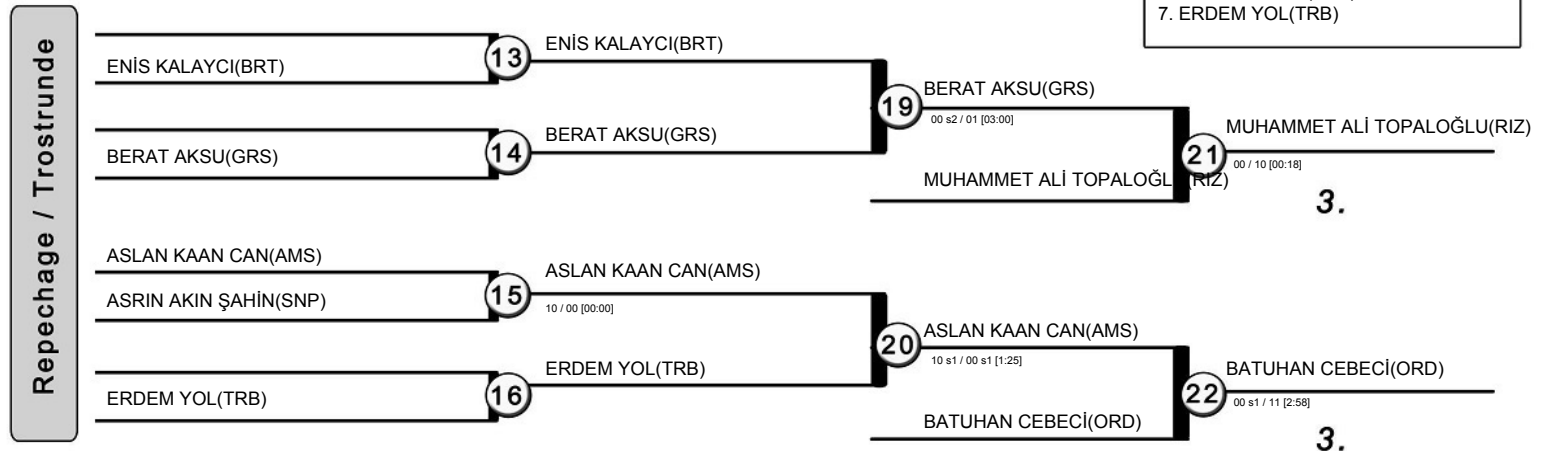 7. ERDEM YOL(TRB)
Repechage / Trostrunde
ENİS KALAYCI(BRT)
13
ENİS KALAYCI(BRT)
BERAT AKSU(GRS)
14
BERAT AKSU(GRS)
19
BERAT AKSU(GRS)
00 s2 / 01 [03:00]
MUHAMMET ALİ TOPALOĞL (RIZ)
21
MUHAMMET ALİ TOPALOĞLU(RIZ)
00 / 10 [00:18]
3.
ASLAN KAAN CAN(AMS)
ASRIN AKIN ŞAHİN(SNP)
15
ASLAN KAAN CAN(AMS)
10 / 00 [00:00]
ERDEM YOL(TRB)
16
ERDEM YOL(TRB)
20
ASLAN KAAN CAN(AMS)
10 s1 / 00 s1 [1:25]
BATUHAN CEBECİ(ORD)
22
BATUHAN CEBECİ(ORD)
00 s1 / 11 [2:58]
3.